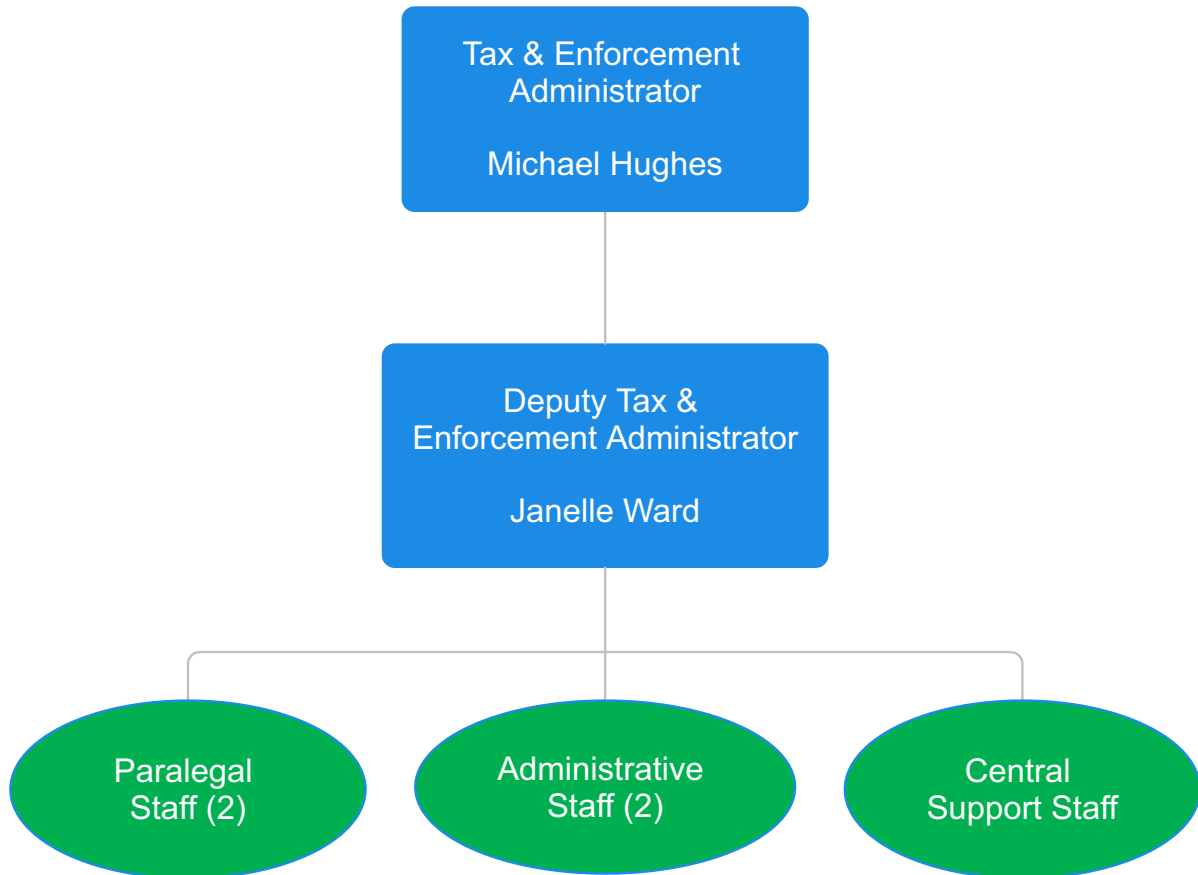 Tax & Enforcement
Administrator
Michael Hughes
Deputy Tax &
Enforcement Administrator
Janelle Ward
Paralegal
Staff (2)
Administrative
Staff (2)
Central
Support Staff